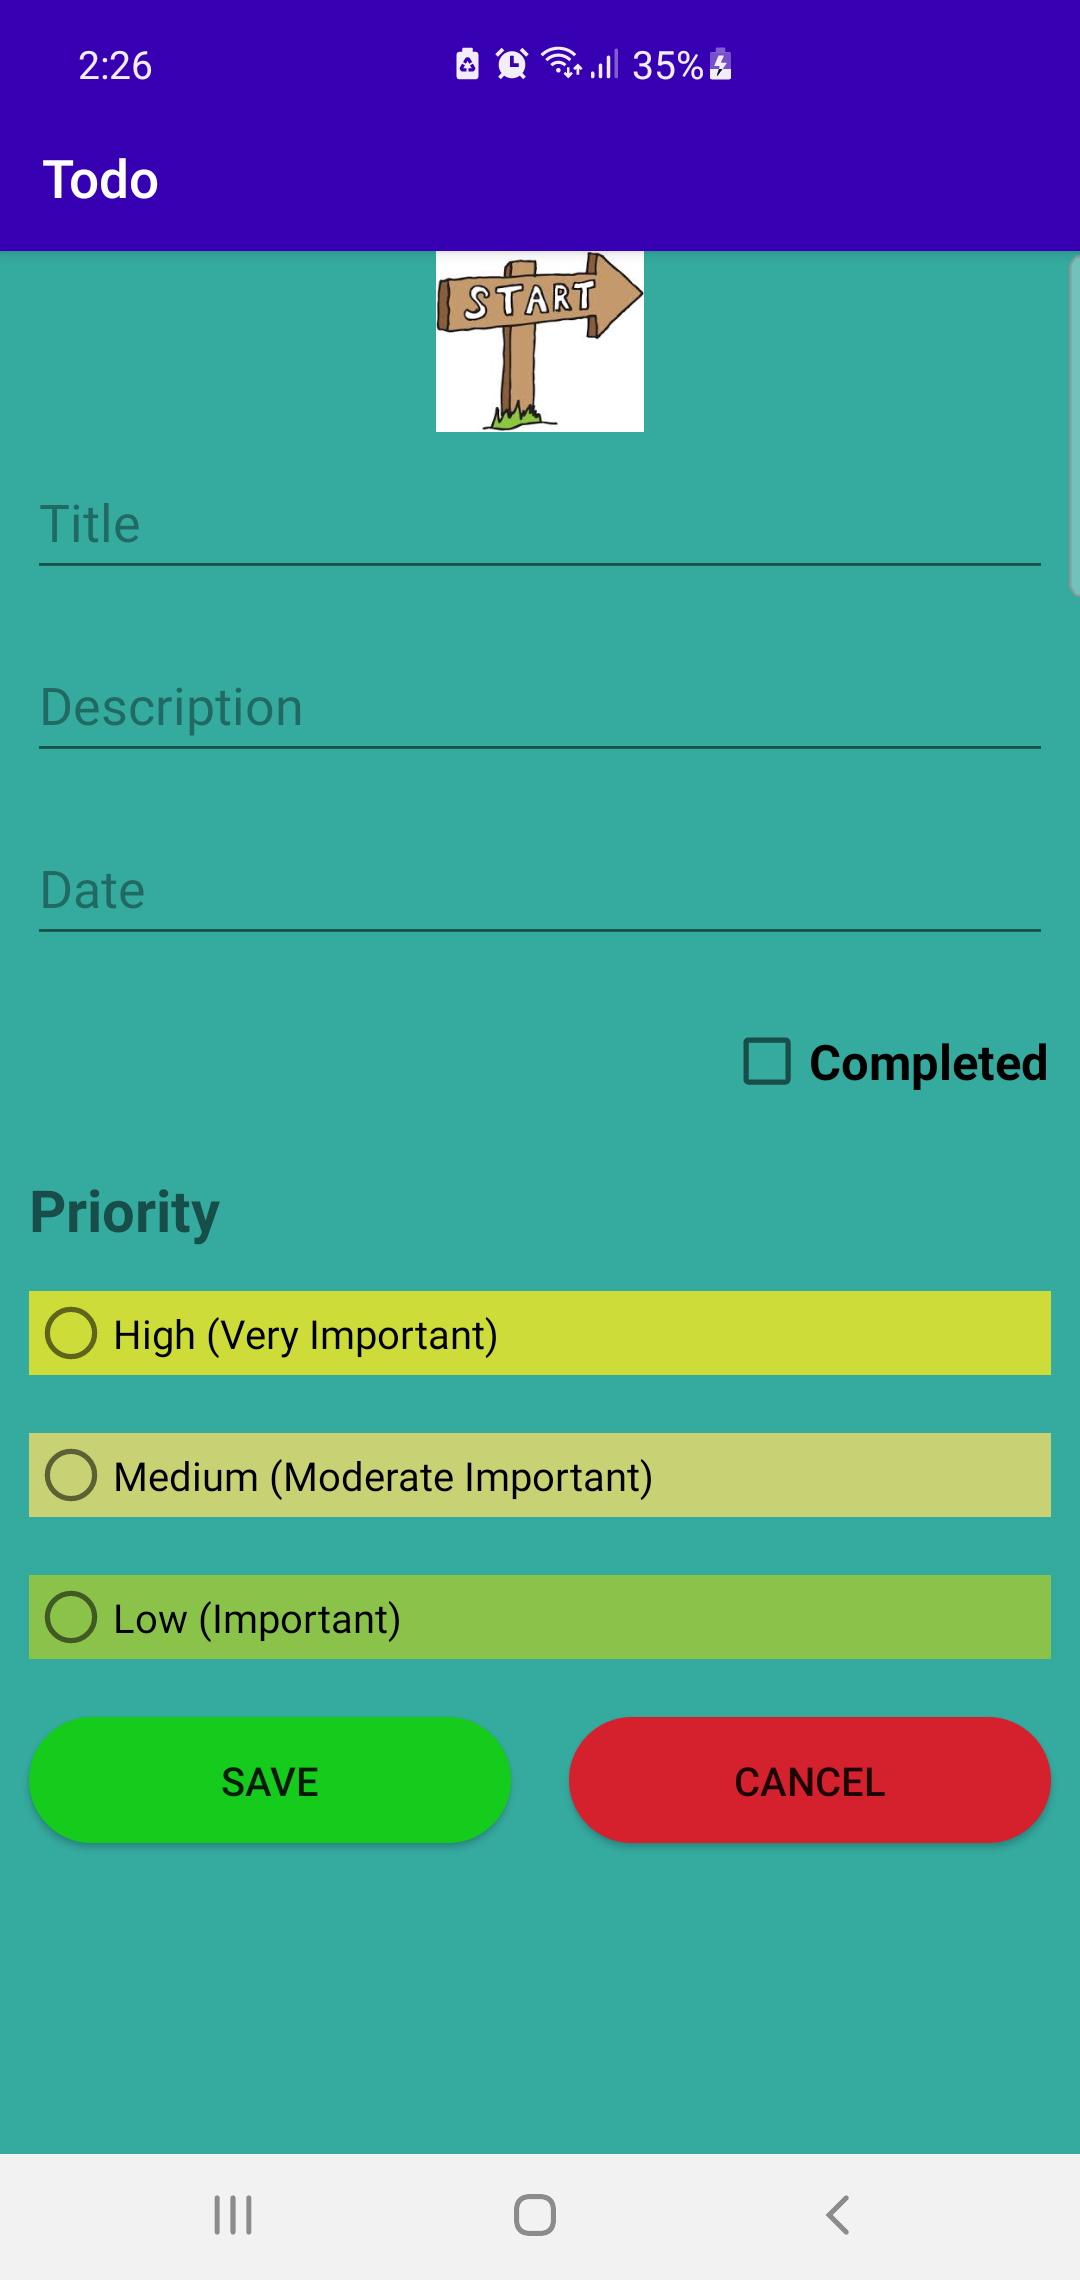 2:26 35%
Todo
START
Title
Description
Date
Completed
Priority
High (Very Important)
Medium (Moderate Important)
Low (Important)
SAVE CANCEL